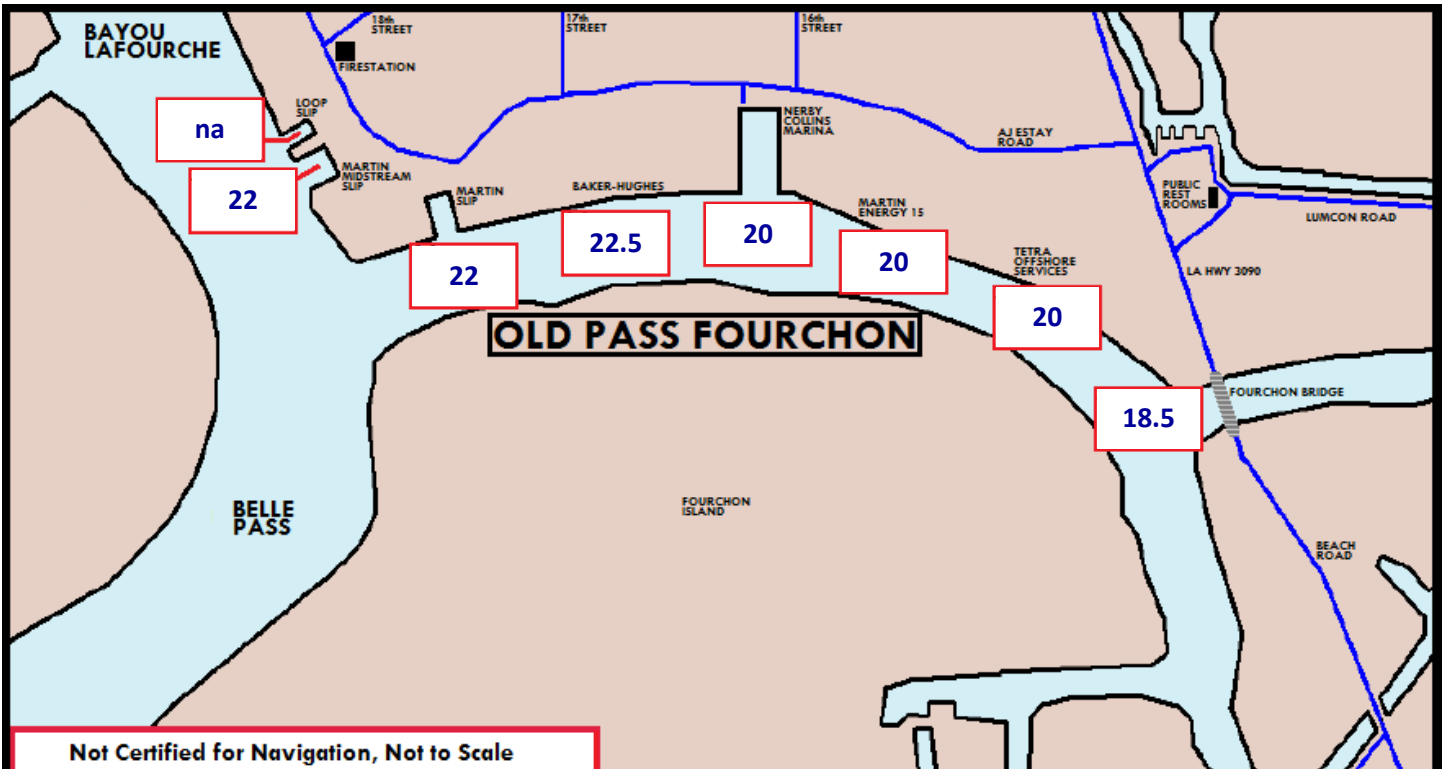 BAYOU
LAFOURCHE
18th
STREET
17th
STREET
16th
STREET
FIRESTATION
LOOP
SLIP
na
MARTIN
MIDSTREAM
SLIP
22
MARTIN
SLIP
22
BAKER-HUGHES
22.5
NERBY
COLLINS
MARINA
20
MARTIN
ENERGY 15
20
AJ ESTAY
ROAD
PUBLIC
REST
ROOMS
LUMCON ROAD
TETRA
OFFSHORE
SERVICES
20
LA HWY 3090
OLD PASS FOURCHON
18.5
FOURCHON BRIDGE
BELLE
PASS
FOURCHON
ISLAND
BEACH
ROAD
Not Certified for Navigation, Not to Scale